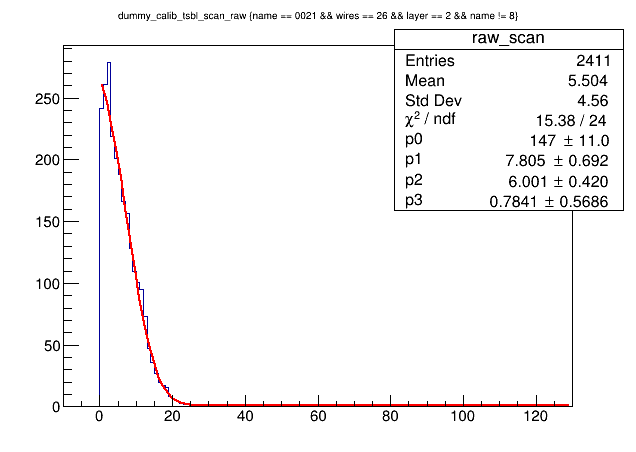 dummy_calib_tsbl_scan_raw {name == 0021 && wires == 26 && layer == 2 && name != 8}
raw_scan
Entries 2411
Mean 5.504
Std Dev 4.56
χ² / ndf 15.38 / 24
p0 147 ± 11.0
p1 7.805 ± 0.692
p2 6.001 ± 0.420
p3 0.7841 ± 0.5686
250
200
150
100
50
0
0 20 40 60 80 100 120